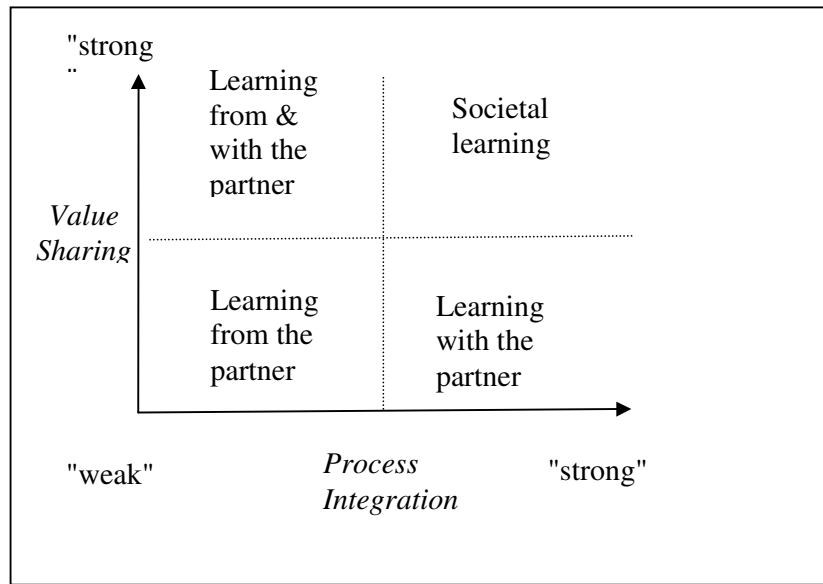 "strong
"
Learning
from &
with the
partner
Societal
learning
Value
Sharing
Learning
from the
partner
Learning
with the
partner
"weak"
Process
Integration
"strong"